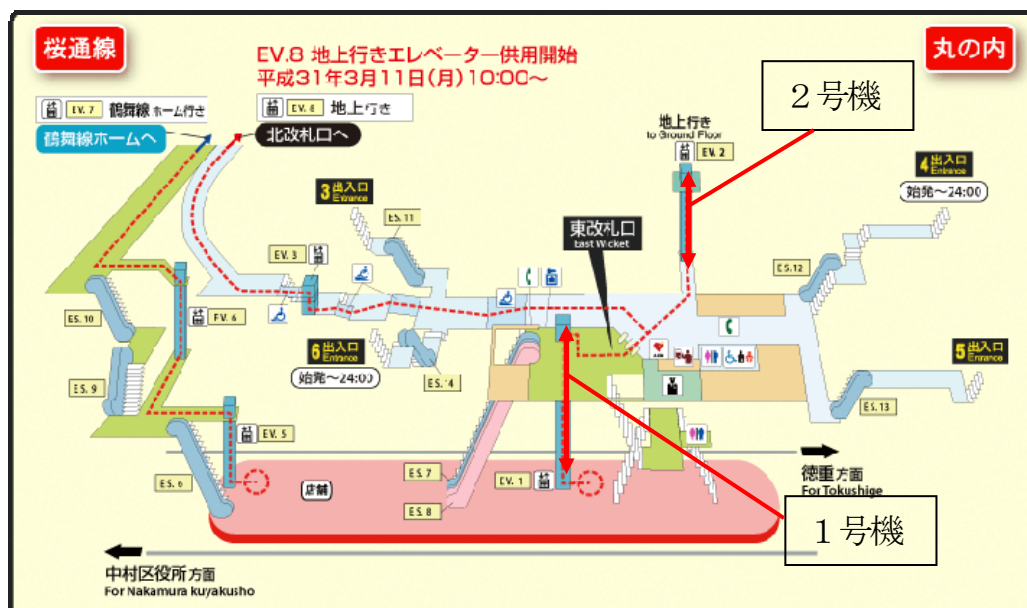 桜通線
丸の内
EV.8 地上行きエレベーター供用開始
平成31年3月11日(月)10:00～
EV. 7 鶴舞線 ホーム行き
EV. 8 地上行き
鶴舞線ホームへ
北改札口へ
地上行き
to Ground Floor
EV. 2
２号機
4 出入口
Entrance
始発～24:00
3 出入口
Entrance
ES. 11
東改札口
East Wicket
EV. 3
ES. 12
ES. 10
EV. 6
6 出入口
Entrance
始発～24:00
ES. 14
5 出入口
Entrance
ES. 9
ES. 13
EV. 5
ES. 6
店舗
ES. 7
ES. 8
EV. 1
徳重方面
For Tokushige
１号機
中村区役所方面
For Nakamura kuyakusho